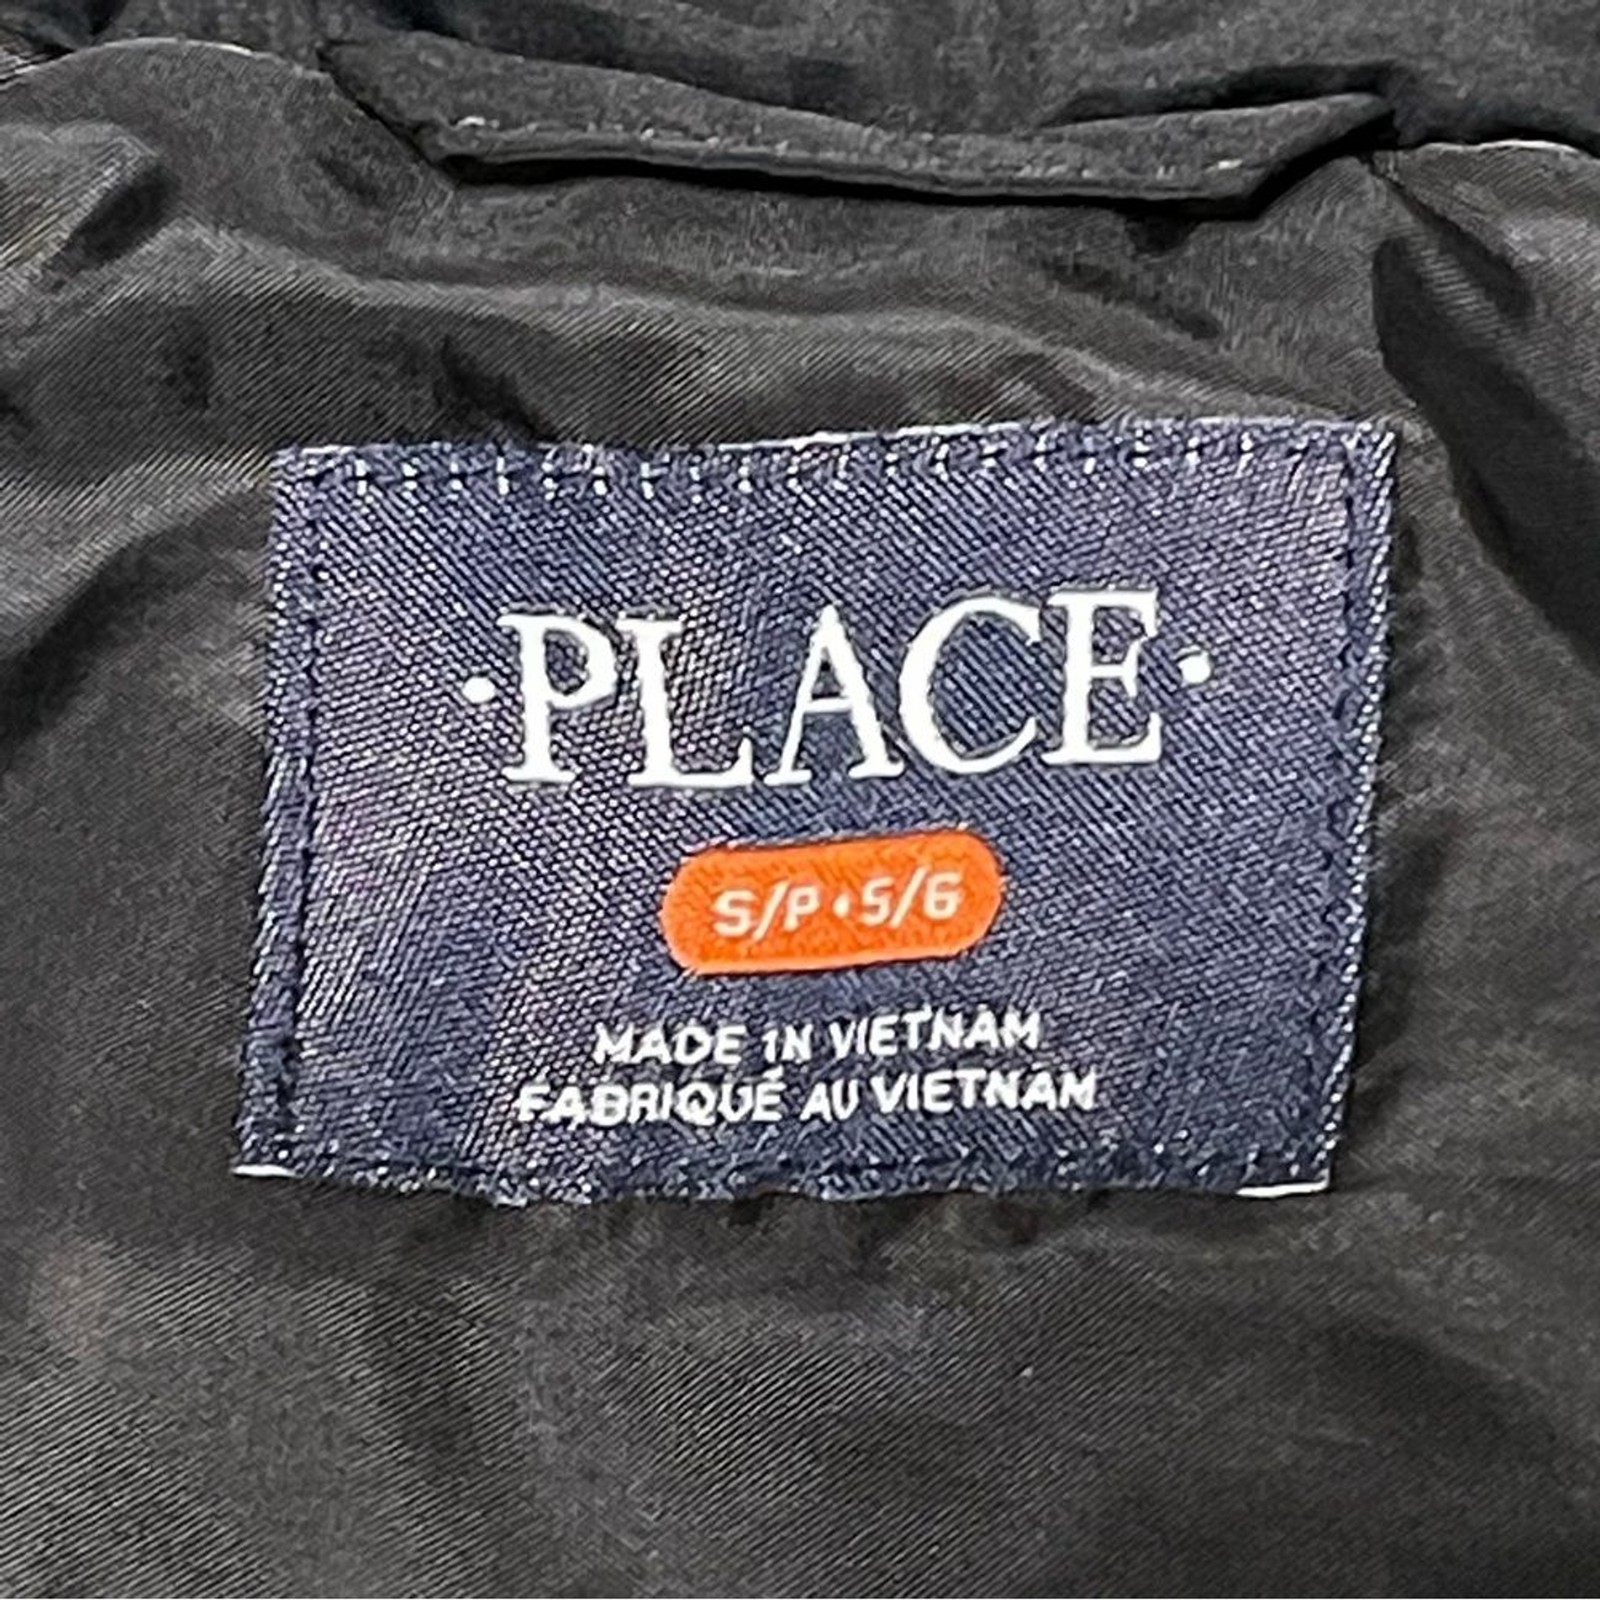 ·PLACE·
S/P·5/6
MADE IN VIETNAM
FABRIQUÉ AU VIETNAM